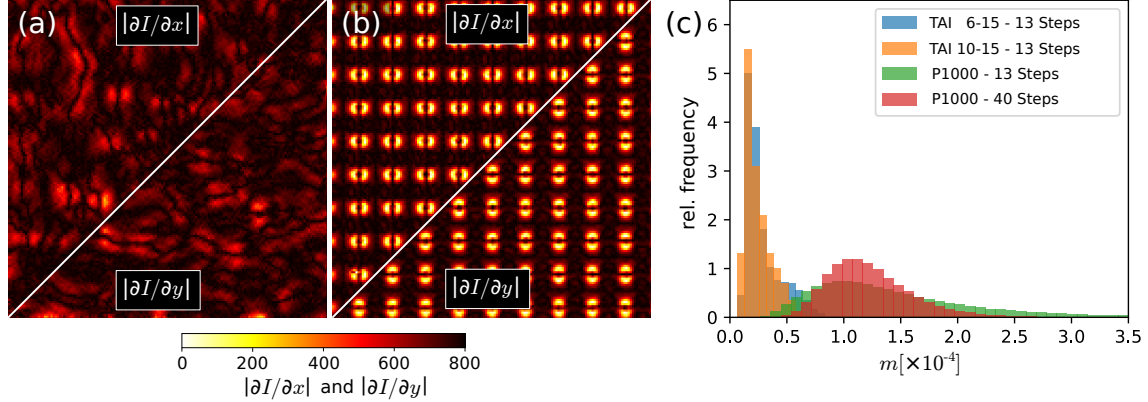 (a)
|∂I/∂x|
|∂I/∂y|
(b)
|∂I/∂x|
|∂I/∂y|
0 200 400 600 800
|∂I/∂x| and |∂I/∂y|
(c)
TAI 6-15 - 13 Steps
TAI 10-15 - 13 Steps
P1000 - 13 Steps
P1000 - 40 Steps
rel. frequency
6
5
4
3
2
1
0
0.0 0.5 1.0 1.5 2.0 2.5 3.0 3.5
m[×10⁻⁴]